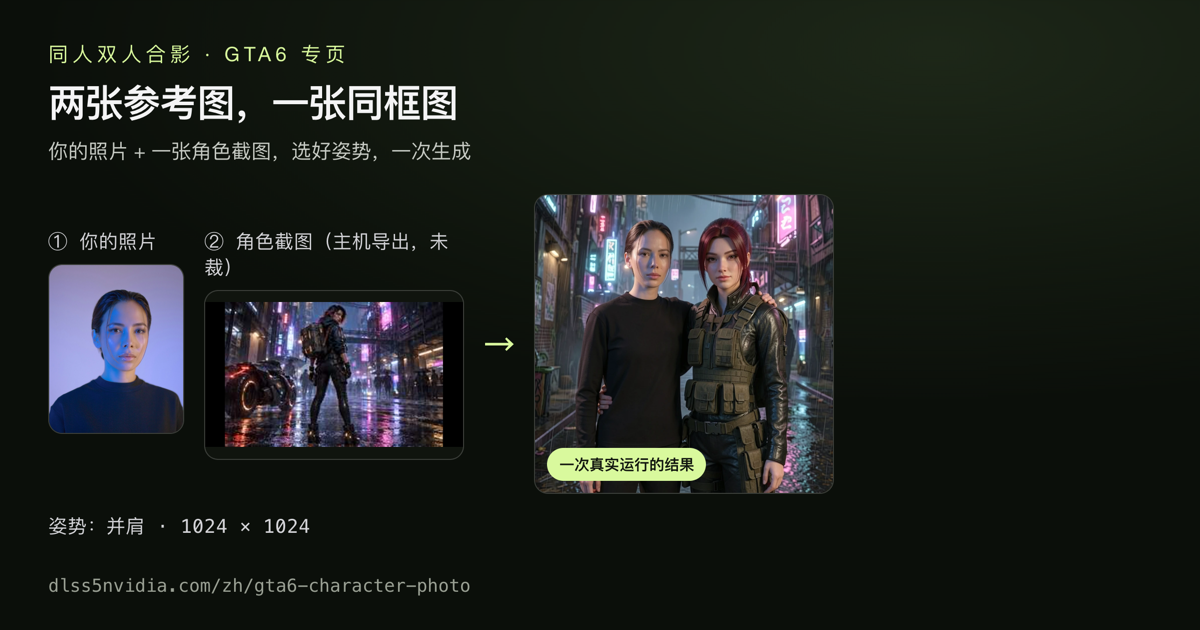 同人双人合影 · GTA6 专页
两张参考图，一张同框图
你的照片 + 一张角色截图，选好姿势，一次生成
① 你的照片
② 角色截图（主机导出，未
裁）
→
一次真实运行的结果
姿势：并肩 · 1024 × 1024
dlss5nvidia.com/zh/gta6-character-photo